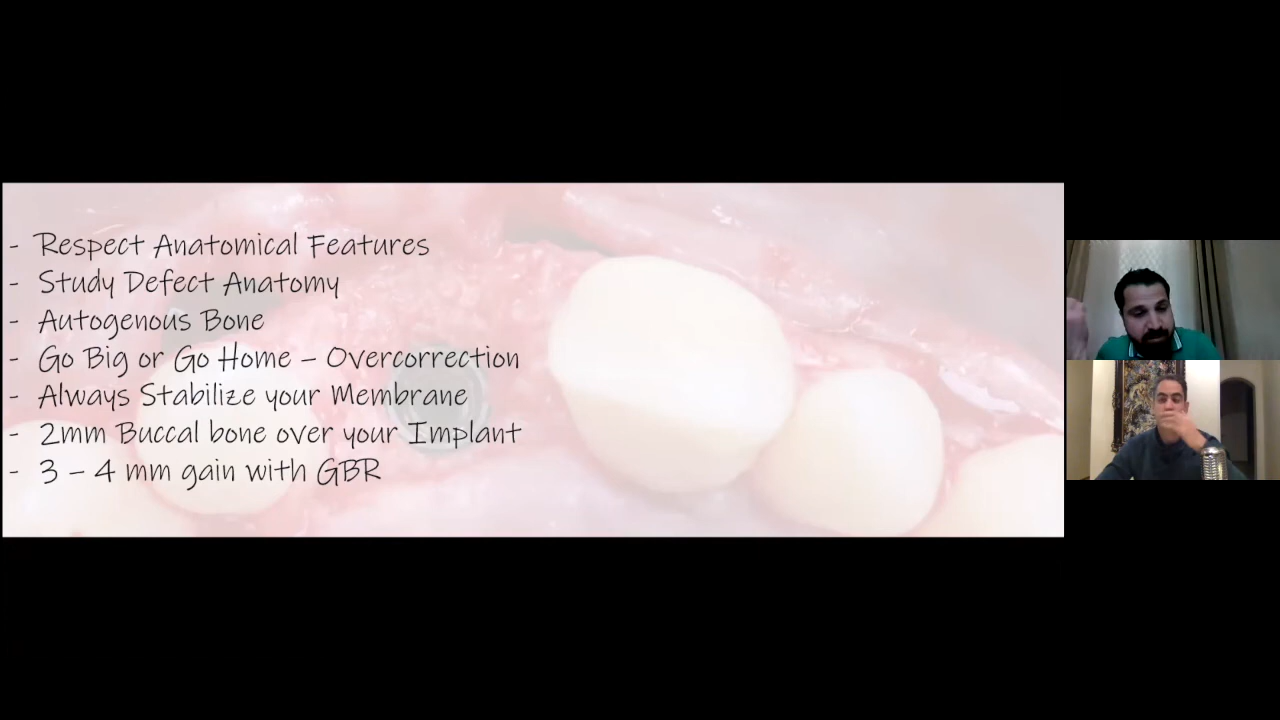 - Respect Anatomical Features
- Study Defect Anatomy
- Autogenous Bone
- Go Big or Go Home – Overcorrection
- Always Stabilize your Membrane
- 2mm Buccal bone over your Implant
- 3 – 4 mm gain with GBR